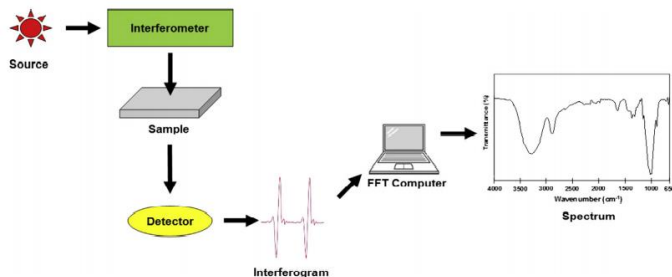 Source
Interferometer
Sample
Detector
Interferogram
FFT Computer
Transmittance (%)
4000 3500 3000 2500 2000 1500 1000 650
Wavenumber (cm-1)
Spectrum